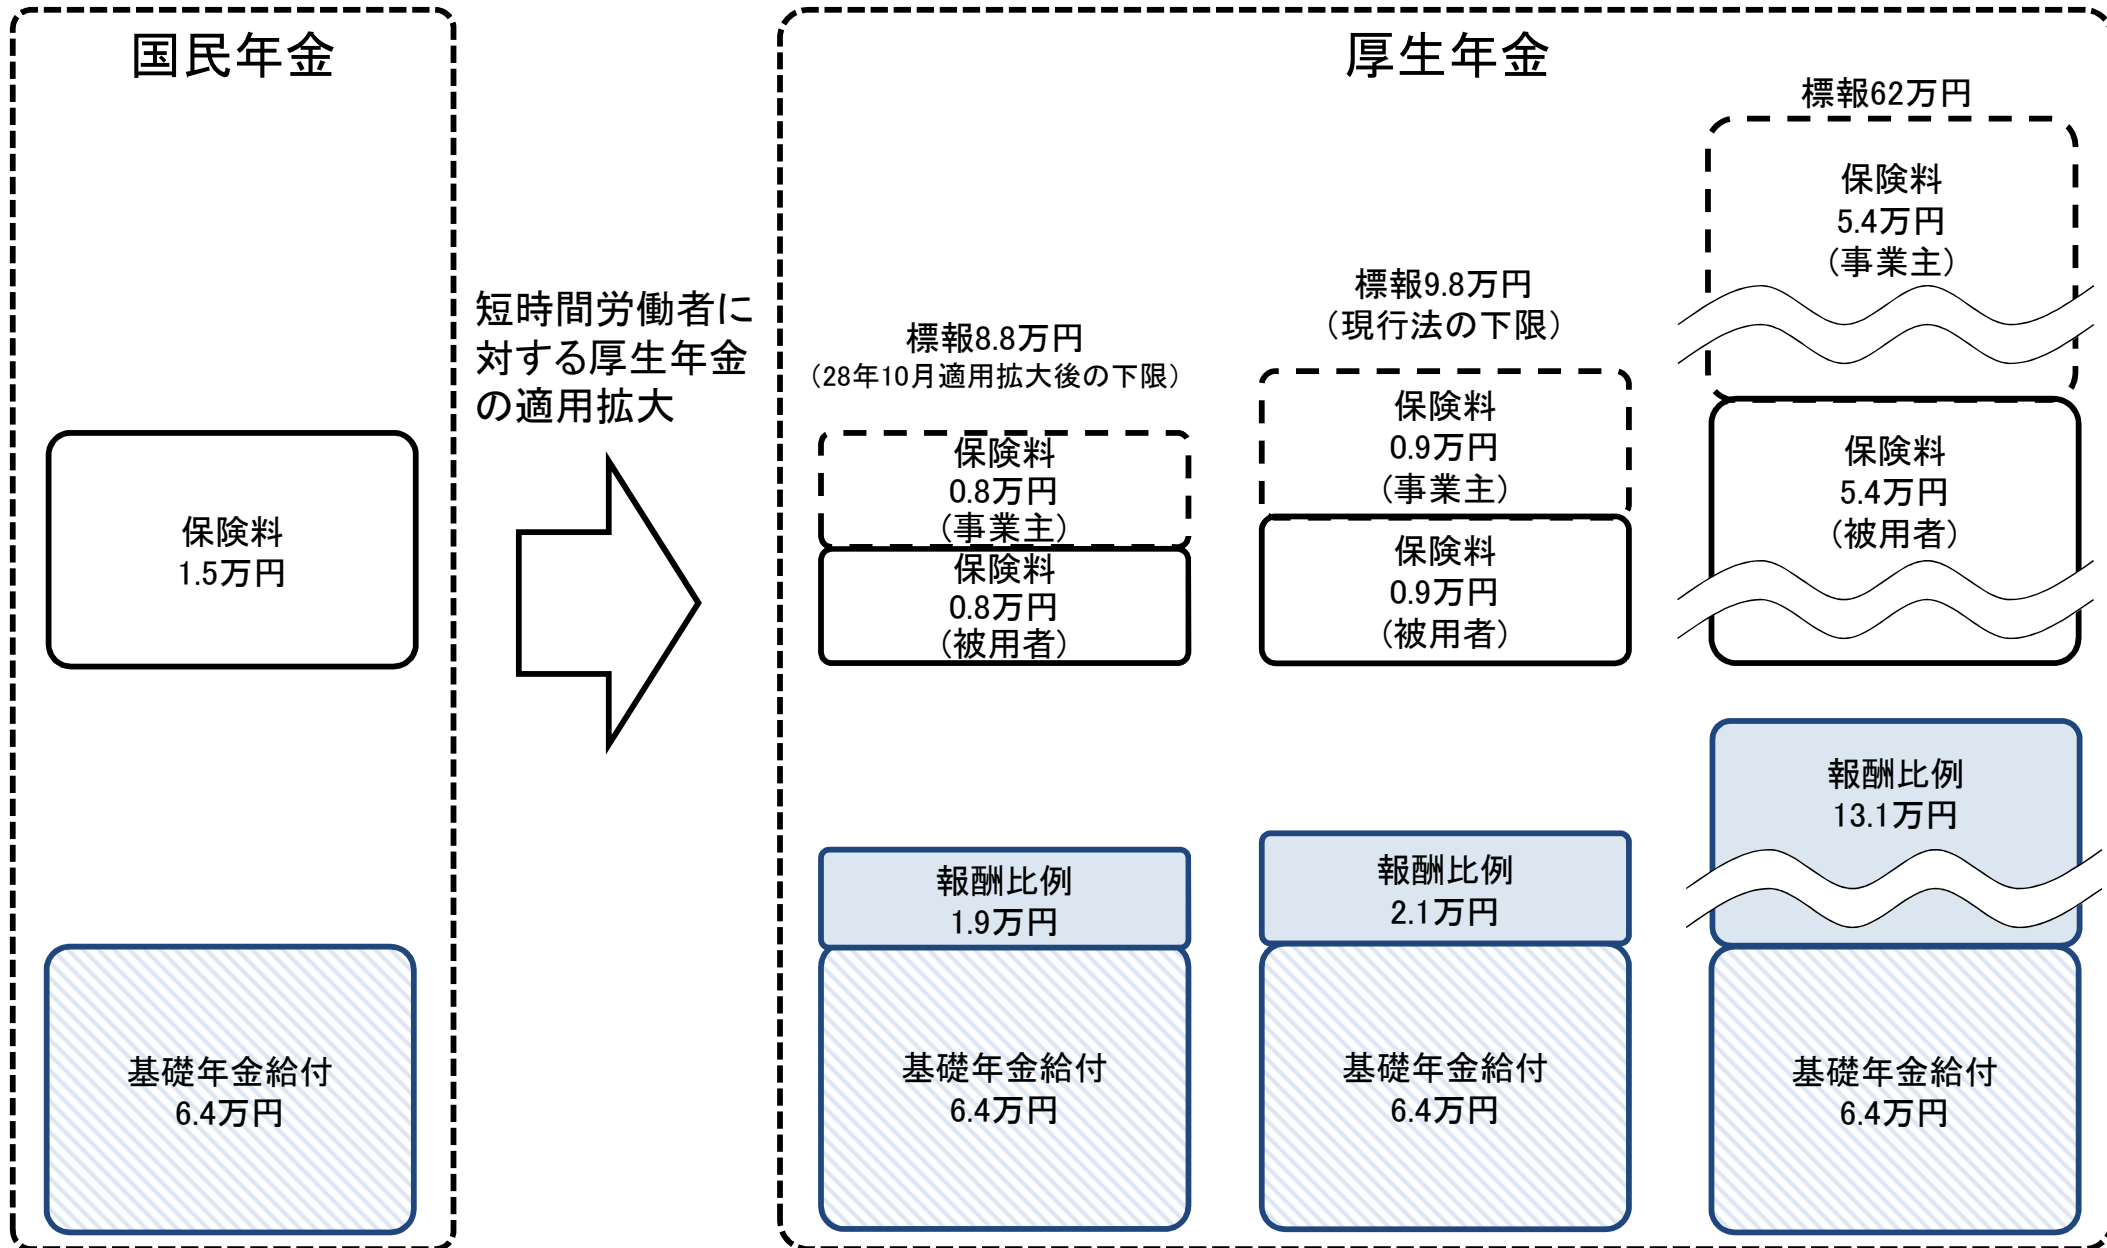 国民年金
保険料
1.5万円
基礎年金給付
6.4万円
短時間労働者に
対する厚生年金
の適用拡大
厚生年金
標報8.8万円
（28年10月適用拡大後の下限）
保険料
0.8万円
（事業主）
保険料
0.8万円
（被用者）
報酬比例
1.9万円
基礎年金給付
6.4万円
標報9.8万円
（現行法の下限）
保険料
0.9万円
（事業主）
保険料
0.9万円
（被用者）
報酬比例
2.1万円
基礎年金給付
6.4万円
標報62万円
保険料
5.4万円
（事業主）
保険料
5.4万円
（被用者）
報酬比例
13.1万円
基礎年金給付
6.4万円